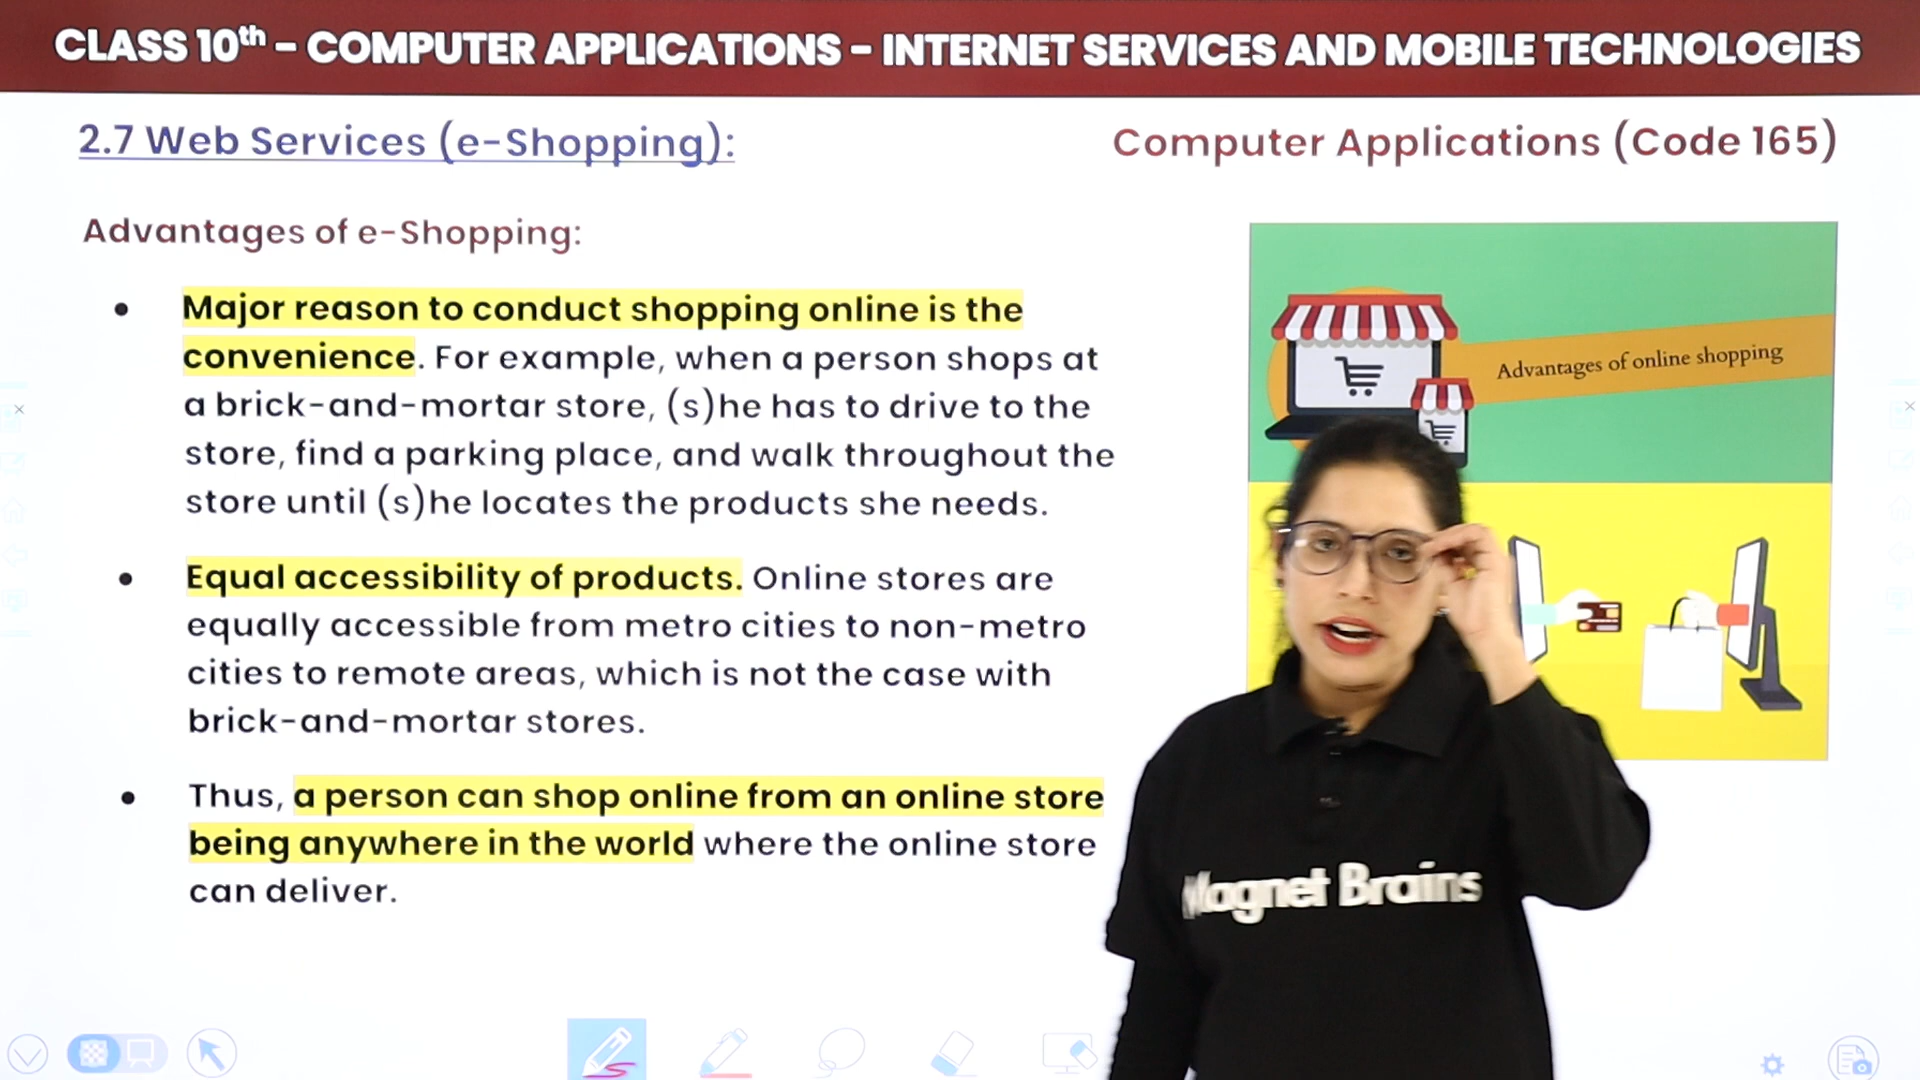 CLASS 10th – COMPUTER APPLICATIONS – INTERNET SERVICES AND MOBILE TECHNOLOGIES
2.7 Web Services (e-Shopping):
Computer Applications (Code 165)
Advantages of e-Shopping:
• Major reason to conduct shopping online is the
convenience. For example, when a person shops at
a brick-and-mortar store, (s)he has to drive to the
store, find a parking place, and walk throughout the
store until (s)he locates the products she needs.
• Equal accessibility of products. Online stores are
equally accessible from metro cities to non-metro
cities to remote areas, which is not the case with
brick-and-mortar stores.
• Thus, a person can shop online from an online store
being anywhere in the world where the online store
can deliver.
Advantages of online shopping
Magnet Brains